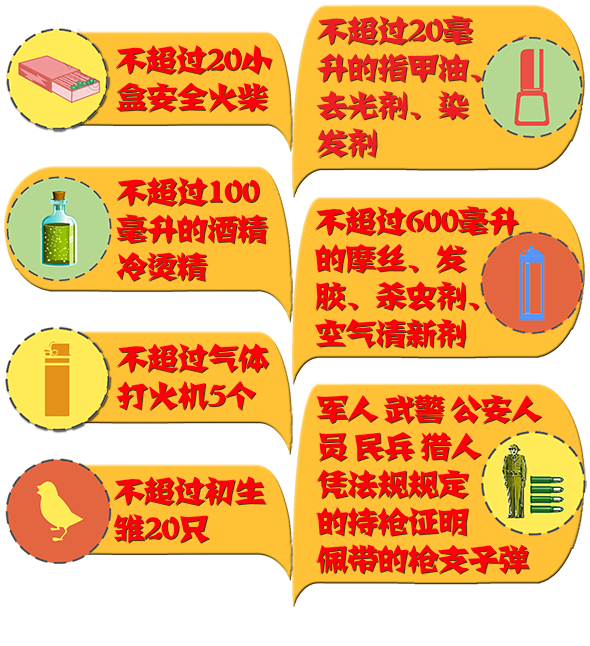 不超过20小
盒安全火柴
不超过100
毫升的酒精
冷烫精
不超过气体
打火机5个
不超过初生
雏20只
不超过20毫
升的指甲油、
去光剂、染
发剂
不超过600毫升
的摩丝、发
胶、杀虫剂、
空气清新剂
军人 武警 公安人
员 民兵 猎人
凭法规规定
的持枪证明
佩带的枪支子弹